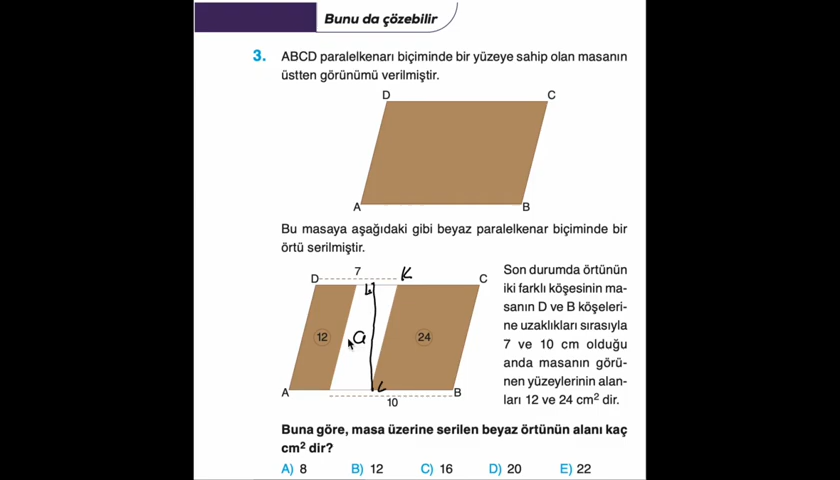 Bunu da çözebilir
3. ABCD paralelkenarı biçiminde bir yüzeye sahip olan masanın
üstten görünümü verilmiştir.
D C
A B
Bu masaya aşağıdaki gibi beyaz paralelkenar biçiminde bir
örtü serilmiştir.
7 K
D C
12 a 24
A B
10
Son durumda örtünün
iki farklı köşesinin ma-
sanın D ve B köşeleri-
ne uzaklıkları sırasıyla
7 ve 10 cm olduğu
anda masanın görü-
nen yüzeylerinin alan-
ları 12 ve 24 cm² dir.
Buna göre, masa üzerine serilen beyaz örtünün alanı kaç
cm² dir?
A) 8 B) 12 C) 16 D) 20 E) 22